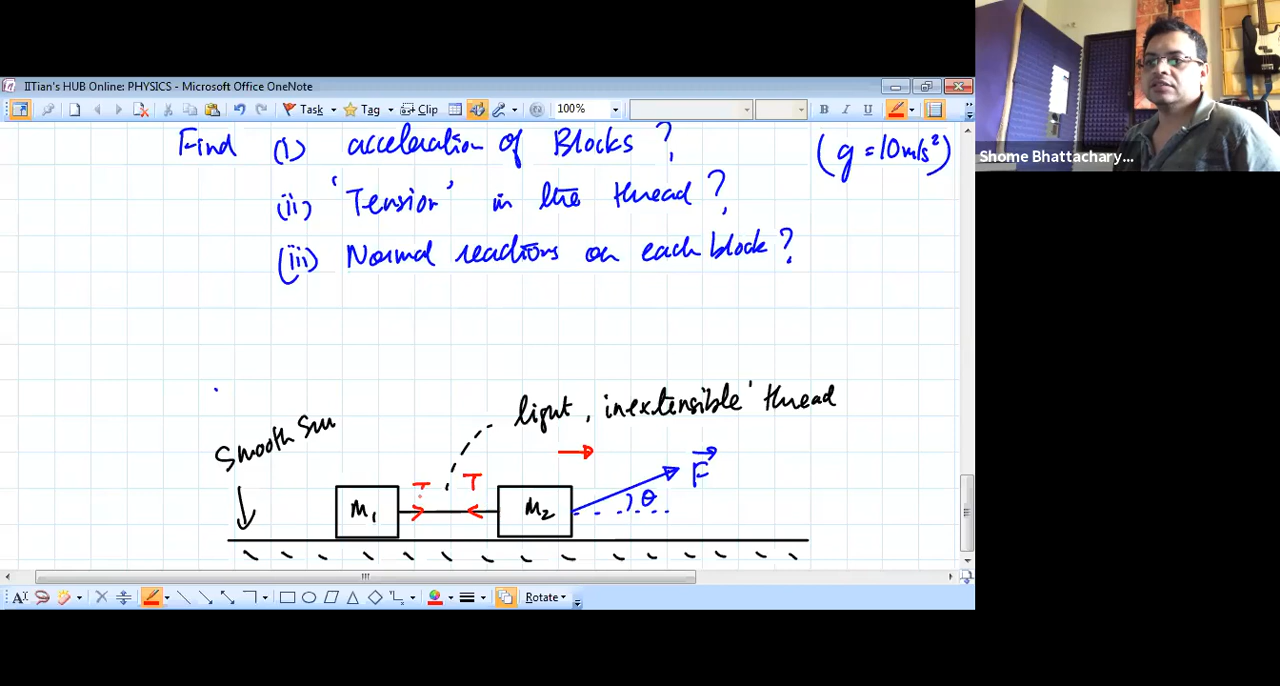 IITian's HUB Online: PHYSICS - Microsoft Office OneNote
Task Tag Clip 100% B I U
Find (i) acceleration of Blocks ? (g = 10 m/s²)
(ii) 'Tension' in the thread ?
(iii) Normal reactions on each block ?
light, inextensible' thread
Smooth Sur
T T F
θ
M₁ M₂
Rotate
Shome Bhattachary...